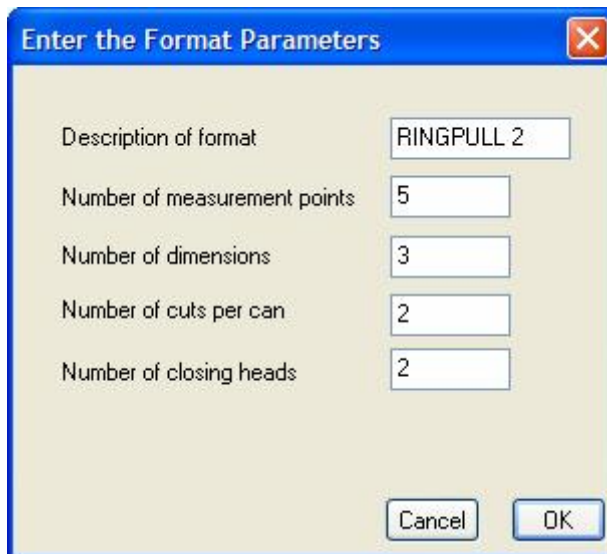 Enter the Format Parameters
Description of format RINGPULL 2
Number of measurement points 5
Number of dimensions 3
Number of cuts per can 2
Number of closing heads 2
Cancel OK